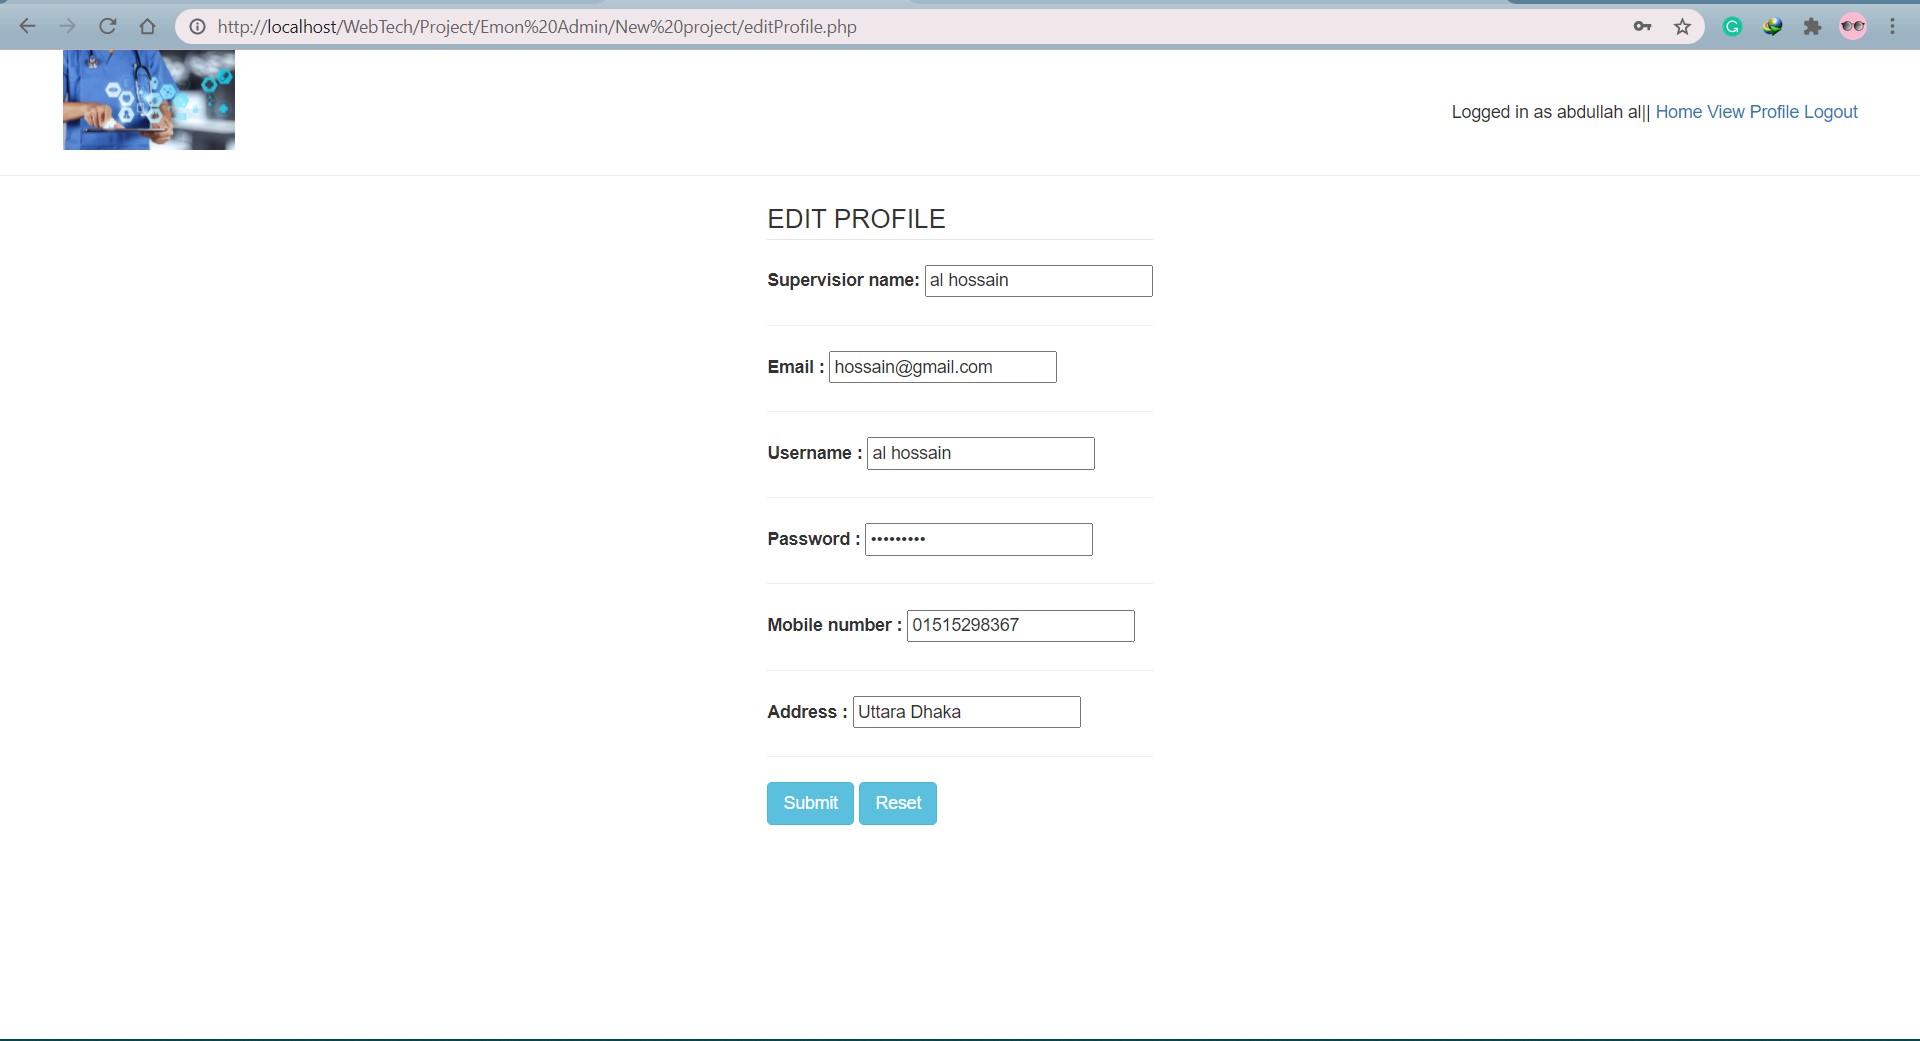 http://localhost/WebTech/Project/Emon%20Admin/New%20project/editProfile.php
Logged in as abdullah al|| Home View Profile Logout
EDIT PROFILE
Supervisior name: al hossain
Email : hossain@gmail.com
Username : al hossain
Password : •••••••••
Mobile number : 01515298367
Address : Uttara Dhaka
Submit Reset